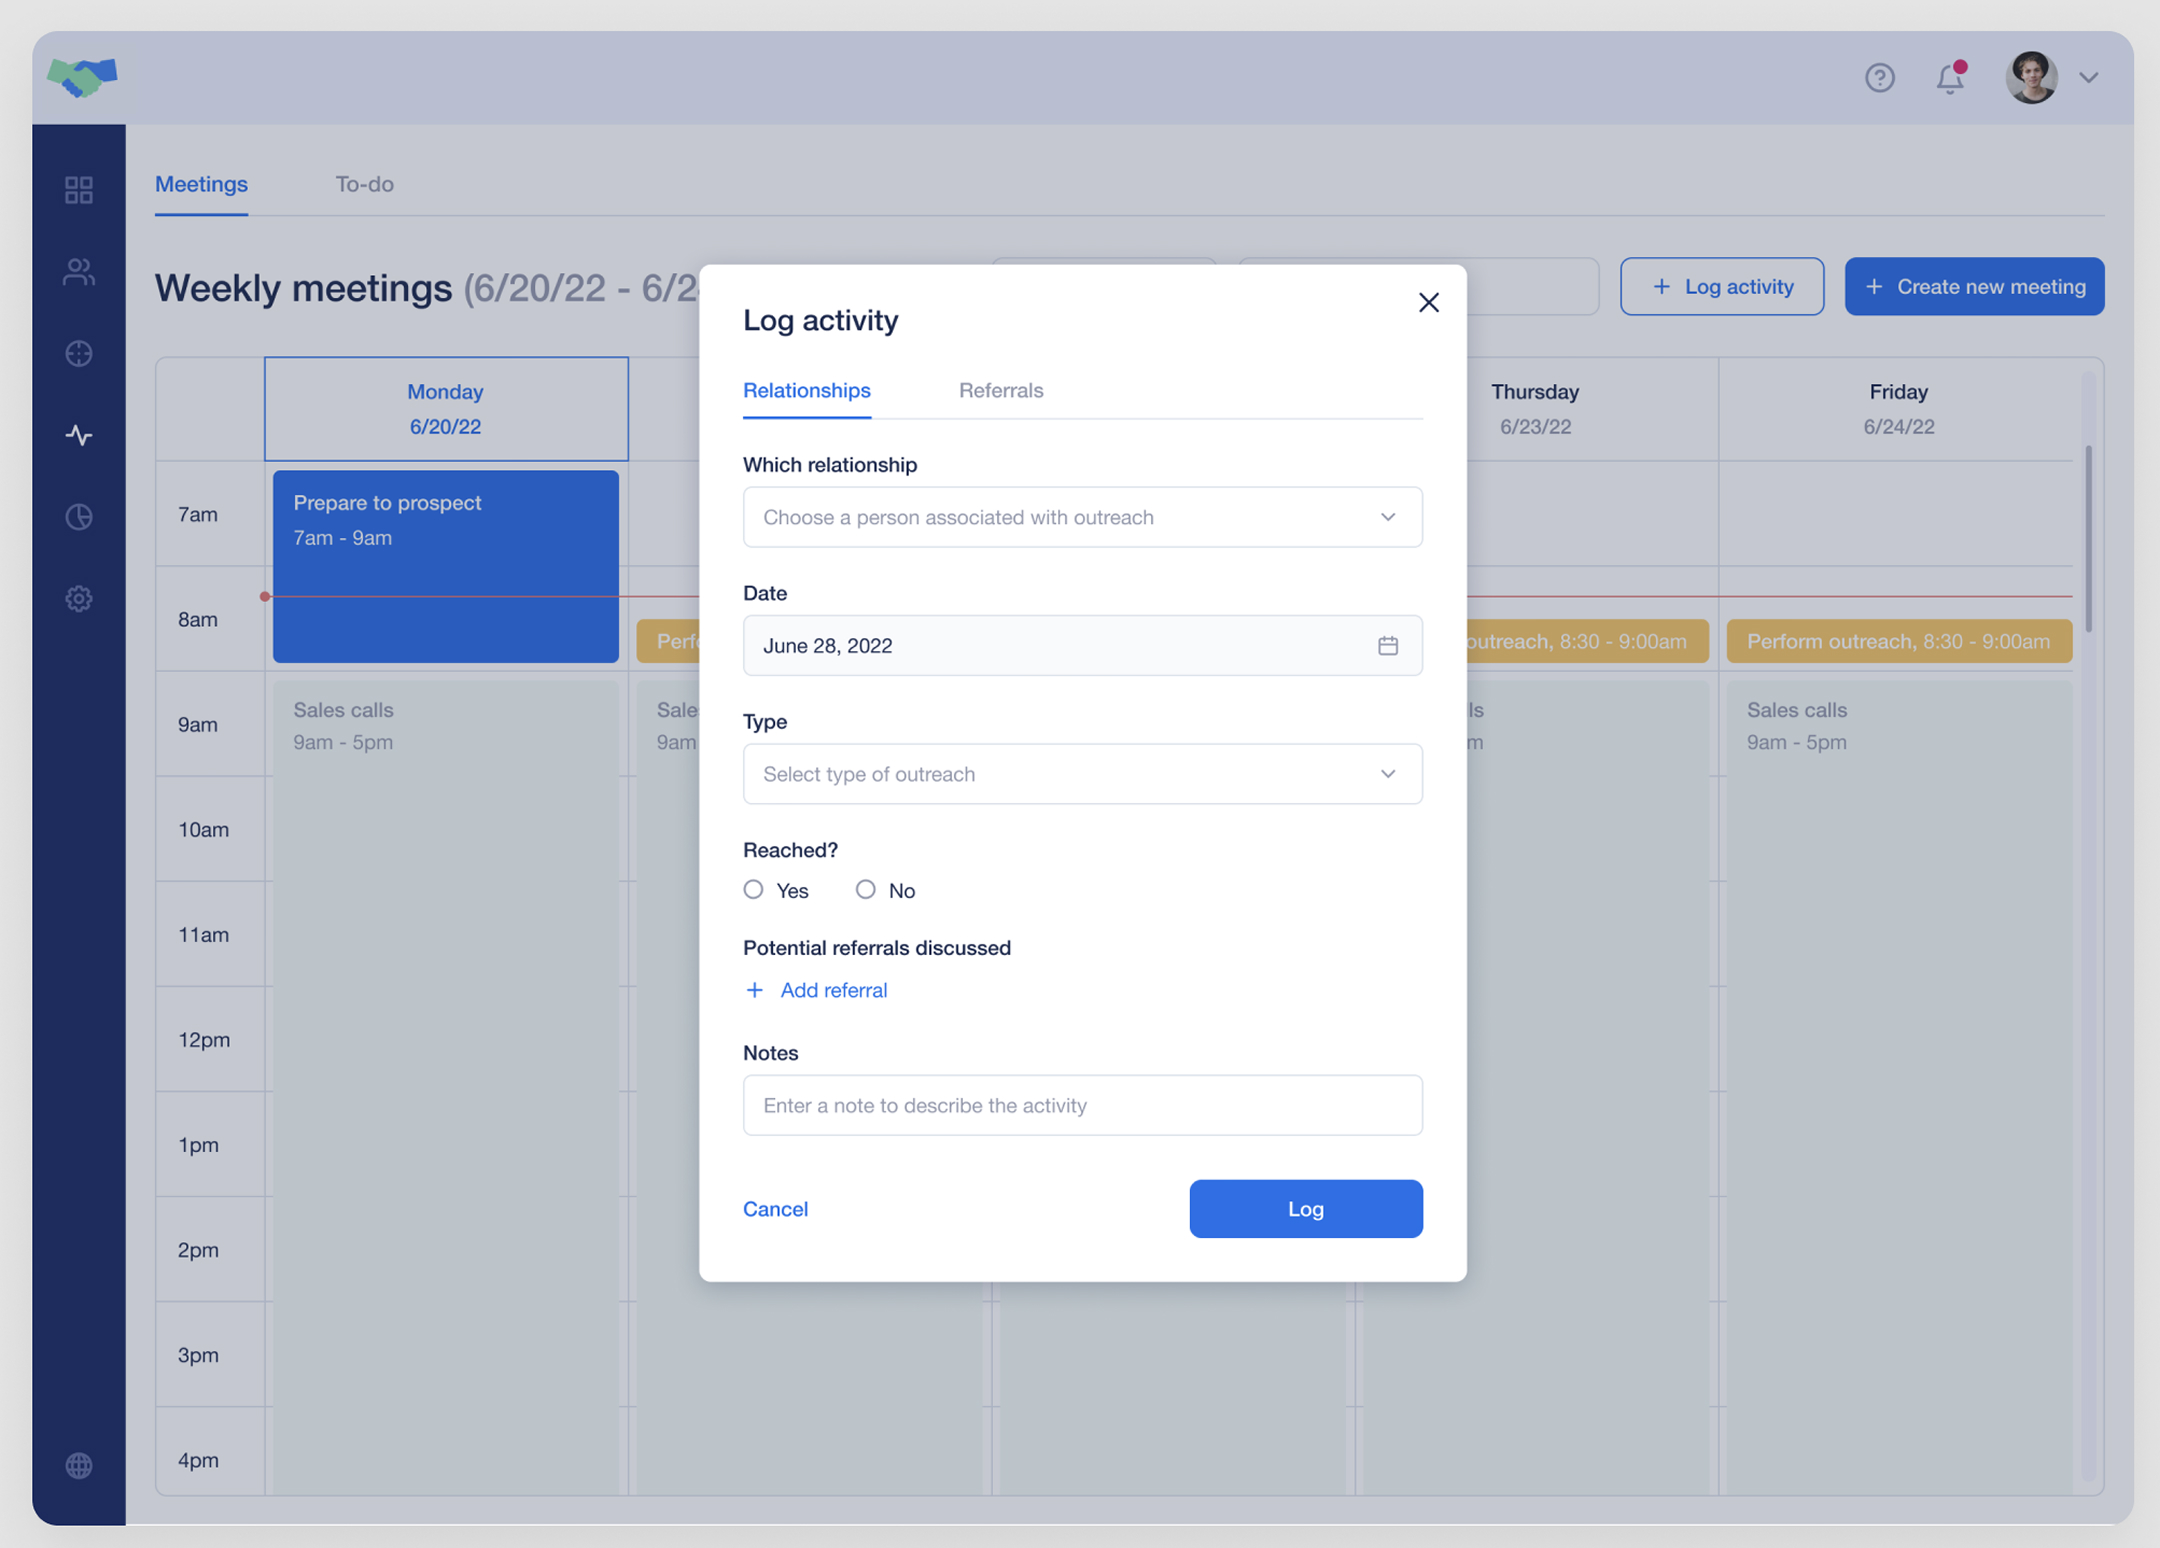 Meetings
To-do
Weekly meetings (6/20/22 - 6/2
+ Log activity
+ Create new meeting
Monday
6/20/22
Thursday
6/23/22
Friday
6/24/22
7am
8am
9am
10am
11am
12pm
1pm
2pm
3pm
4pm
Prepare to prospect
7am - 9am
Sales calls
9am - 5pm
9am
outreach, 8:30 - 9:00am
Perform outreach, 8:30 - 9:00am
Sales calls
9am - 5pm
Log activity
Relationships
Referrals
Which relationship
Choose a person associated with outreach
Date
June 28, 2022
Type
Select type of outreach
Reached?
Yes
No
Potential referrals discussed
+ Add referral
Notes
Enter a note to describe the activity
Cancel
Log